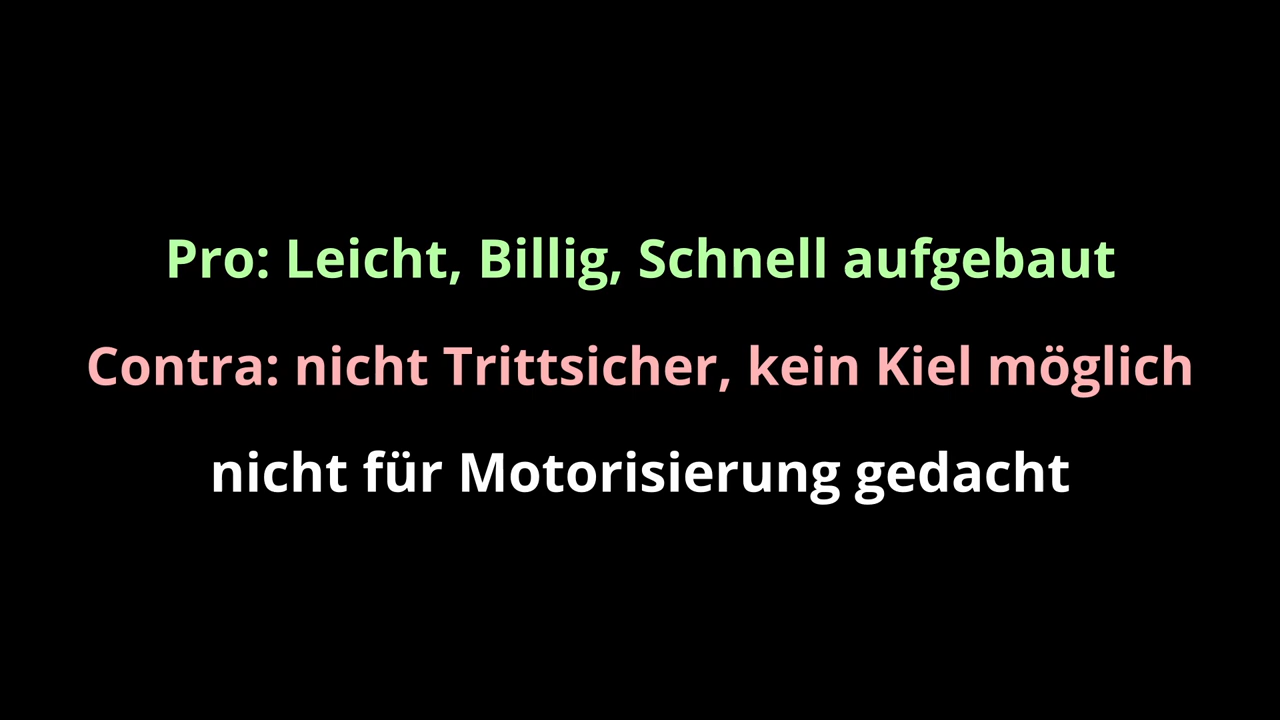 Pro: Leicht, Billig, Schnell aufgebaut
Contra: nicht Trittsicher, kein Kiel möglich
nicht für Motorisierung gedacht